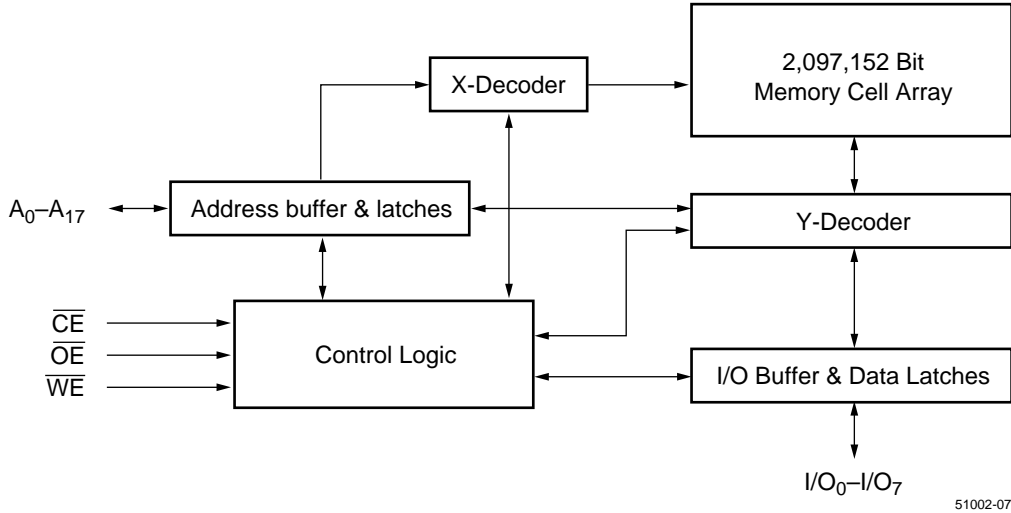 2,097,152 Bit
Memory Cell Array
X-Decoder
A0–A17
Address buffer & latches
Y-Decoder
CE
OE
WE
Control Logic
I/O Buffer & Data Latches
I/O0–I/O7
51002-07